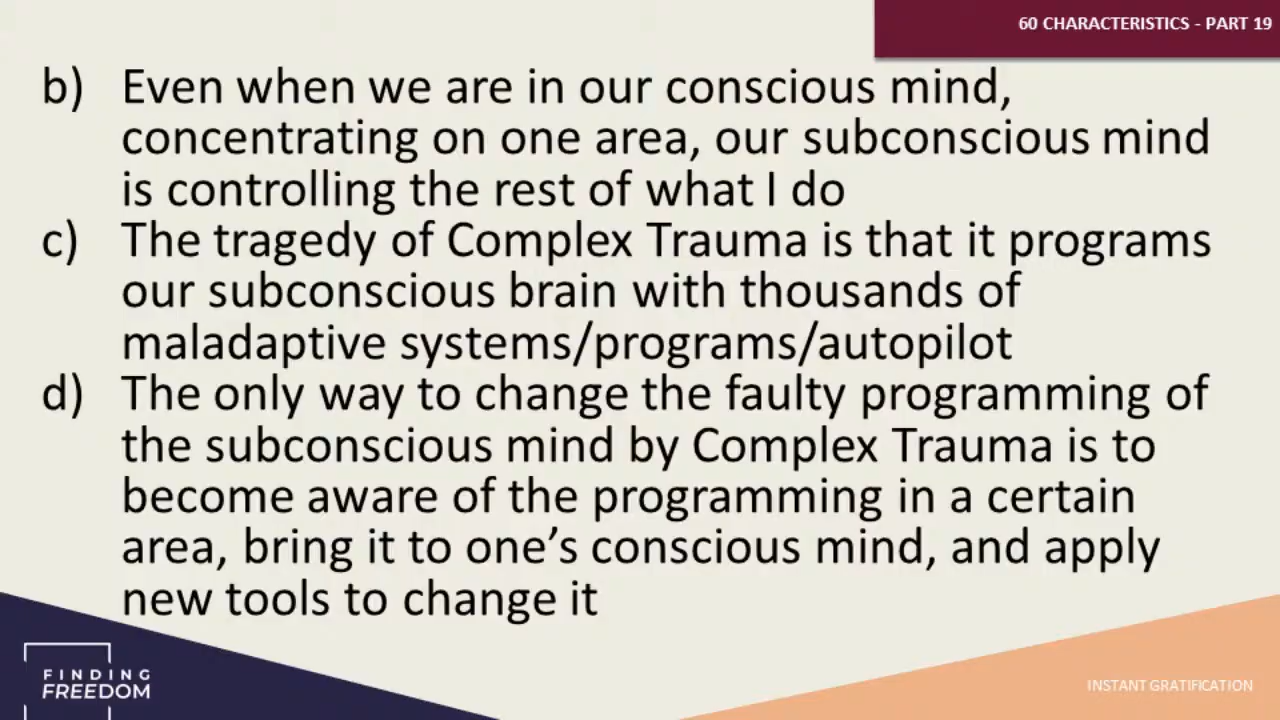 60 CHARACTERISTICS - PART 19
b) Even when we are in our conscious mind,
concentrating on one area, our subconscious mind
is controlling the rest of what I do
c) The tragedy of Complex Trauma is that it programs
our subconscious brain with thousands of
maladaptive systems/programs/autopilot
d) The only way to change the faulty programming of
the subconscious mind by Complex Trauma is to
become aware of the programming in a certain
area, bring it to one’s conscious mind, and apply
new tools to change it
FINDING
FREEDOM
INSTANT GRATIFICATION